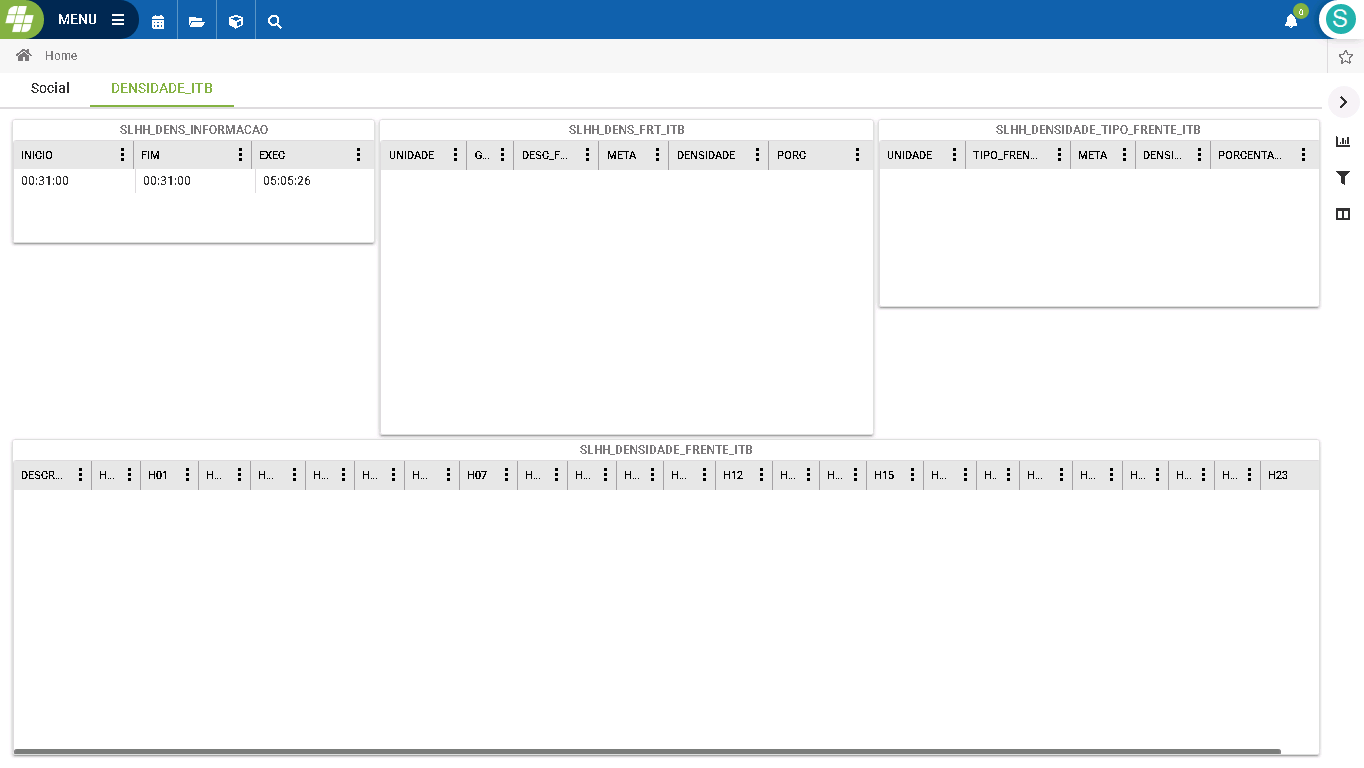 MENU
0
S
Home
Social DENSIDADE_ITB
SLHH_DENS_INFORMACAO
INICIO FIM EXEC
00:31:00 00:31:00 05:05:26
SLHH_DENS_FRT_ITB
UNIDADE G... DESC_F... META DENSIDADE PORC
SLHH_DENSIDADE_TIPO_FRENTE_ITB
UNIDADE TIPO_FREN... META DENSI... PORCENTA...
SLHH_DENSIDADE_FRENTE_ITB
DESCR... H... H01 H... H... H... H... H... H07 H... H... H... H... H12 H... H... H15 H... H.. H... H... H... H... H... H23